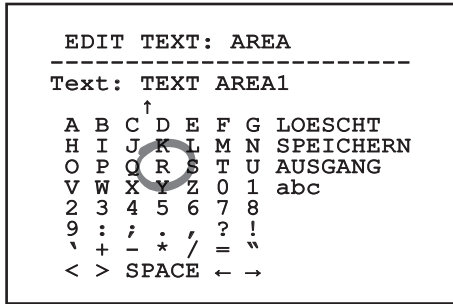 EDIT TEXT: AREA
-------------------------
Text: TEXT AREA1
↑
A B C D E F G LOESCHT
H I J K L M N SPEICHERN
O P Q R S T U AUSGANG
V W X Y Z 0 1 abc
2 3 4 5 6 7 8
9 : ; . , ? !
‛ + - * / = ‟
< > SPACE ← →